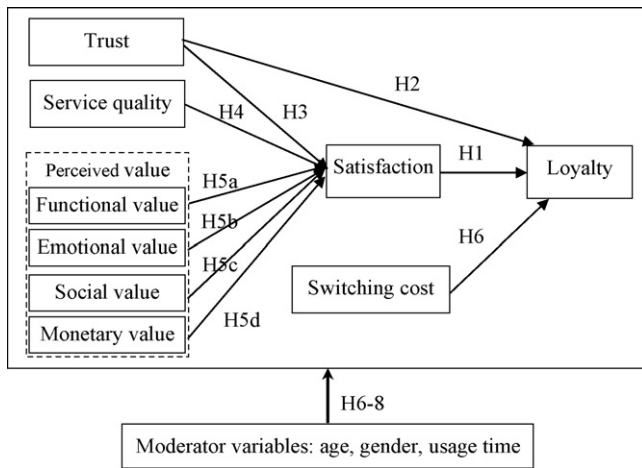 Trust
H2
Service quality
H4
H3
Perceived value
Functional value
H5a
Emotional value
H5b
Social value
H5c
Monetary value
H5d
Satisfaction
H1
Loyalty
H6
Switching cost
H6-8
Moderator variables: age, gender, usage time